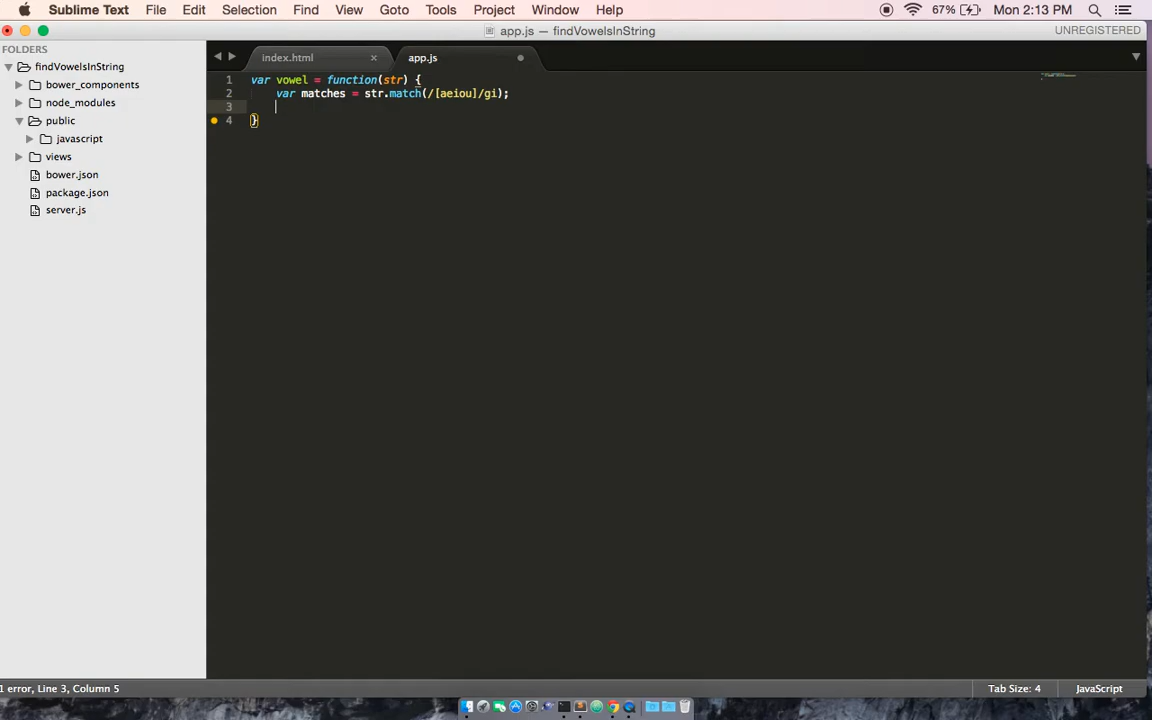 Sublime Text File Edit Selection Find View Goto Tools Project Window Help 67% Mon 2:13 PM
app.js — findVowelsInString UNREGISTERED
FOLDERS
findVowelsInString
bower_components
node_modules
public
javascript
views
bower.json
package.json
server.js
index.html app.js
1 var vowel = function(str) {
2 var matches = str.match(/[aeiou]/gi);
3
4 }
1 error, Line 3, Column 5 Tab Size: 4 JavaScript